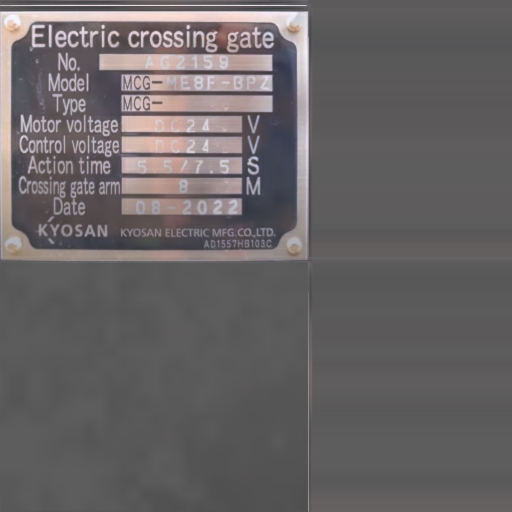 Electric crossing gate
No. AG2159
Model MCG-ME8F-BPZ
Type MCG-
Motor voltage DC24 V
Control voltage DC24 V
Action time 5.5/7.5 S
Crossing gate arm 8 M
Date 08-2022
KYOSAN KYOSAN ELECTRIC MFG.CO.,LTD.
AD1557HB103C